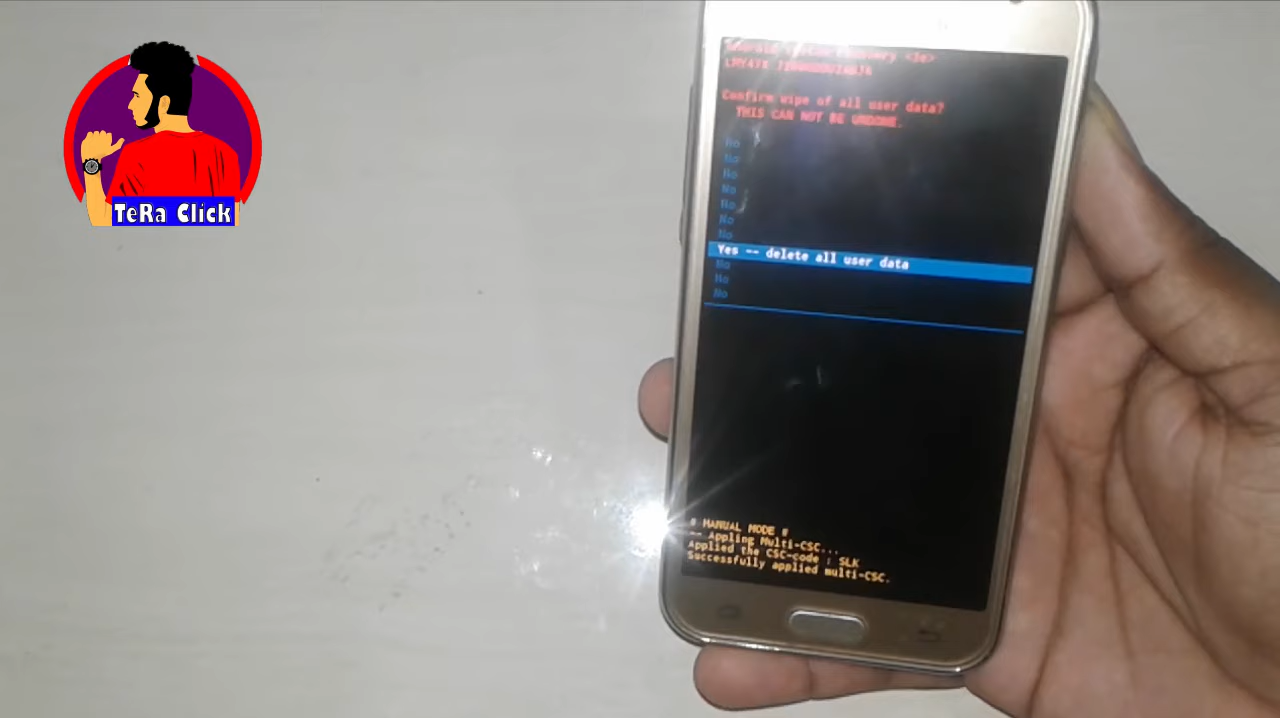 TeRa Click
Confirm wipe of all user data?
THIS CAN NOT BE UNDONE.
No
No
No
No
No
No
No
Yes -- delete all user data
No
No
No
# MANUAL MODE #
-- Appling Multi-CSC...
Applied the CSC-code : SLK
Successfully applied multi-CSC.